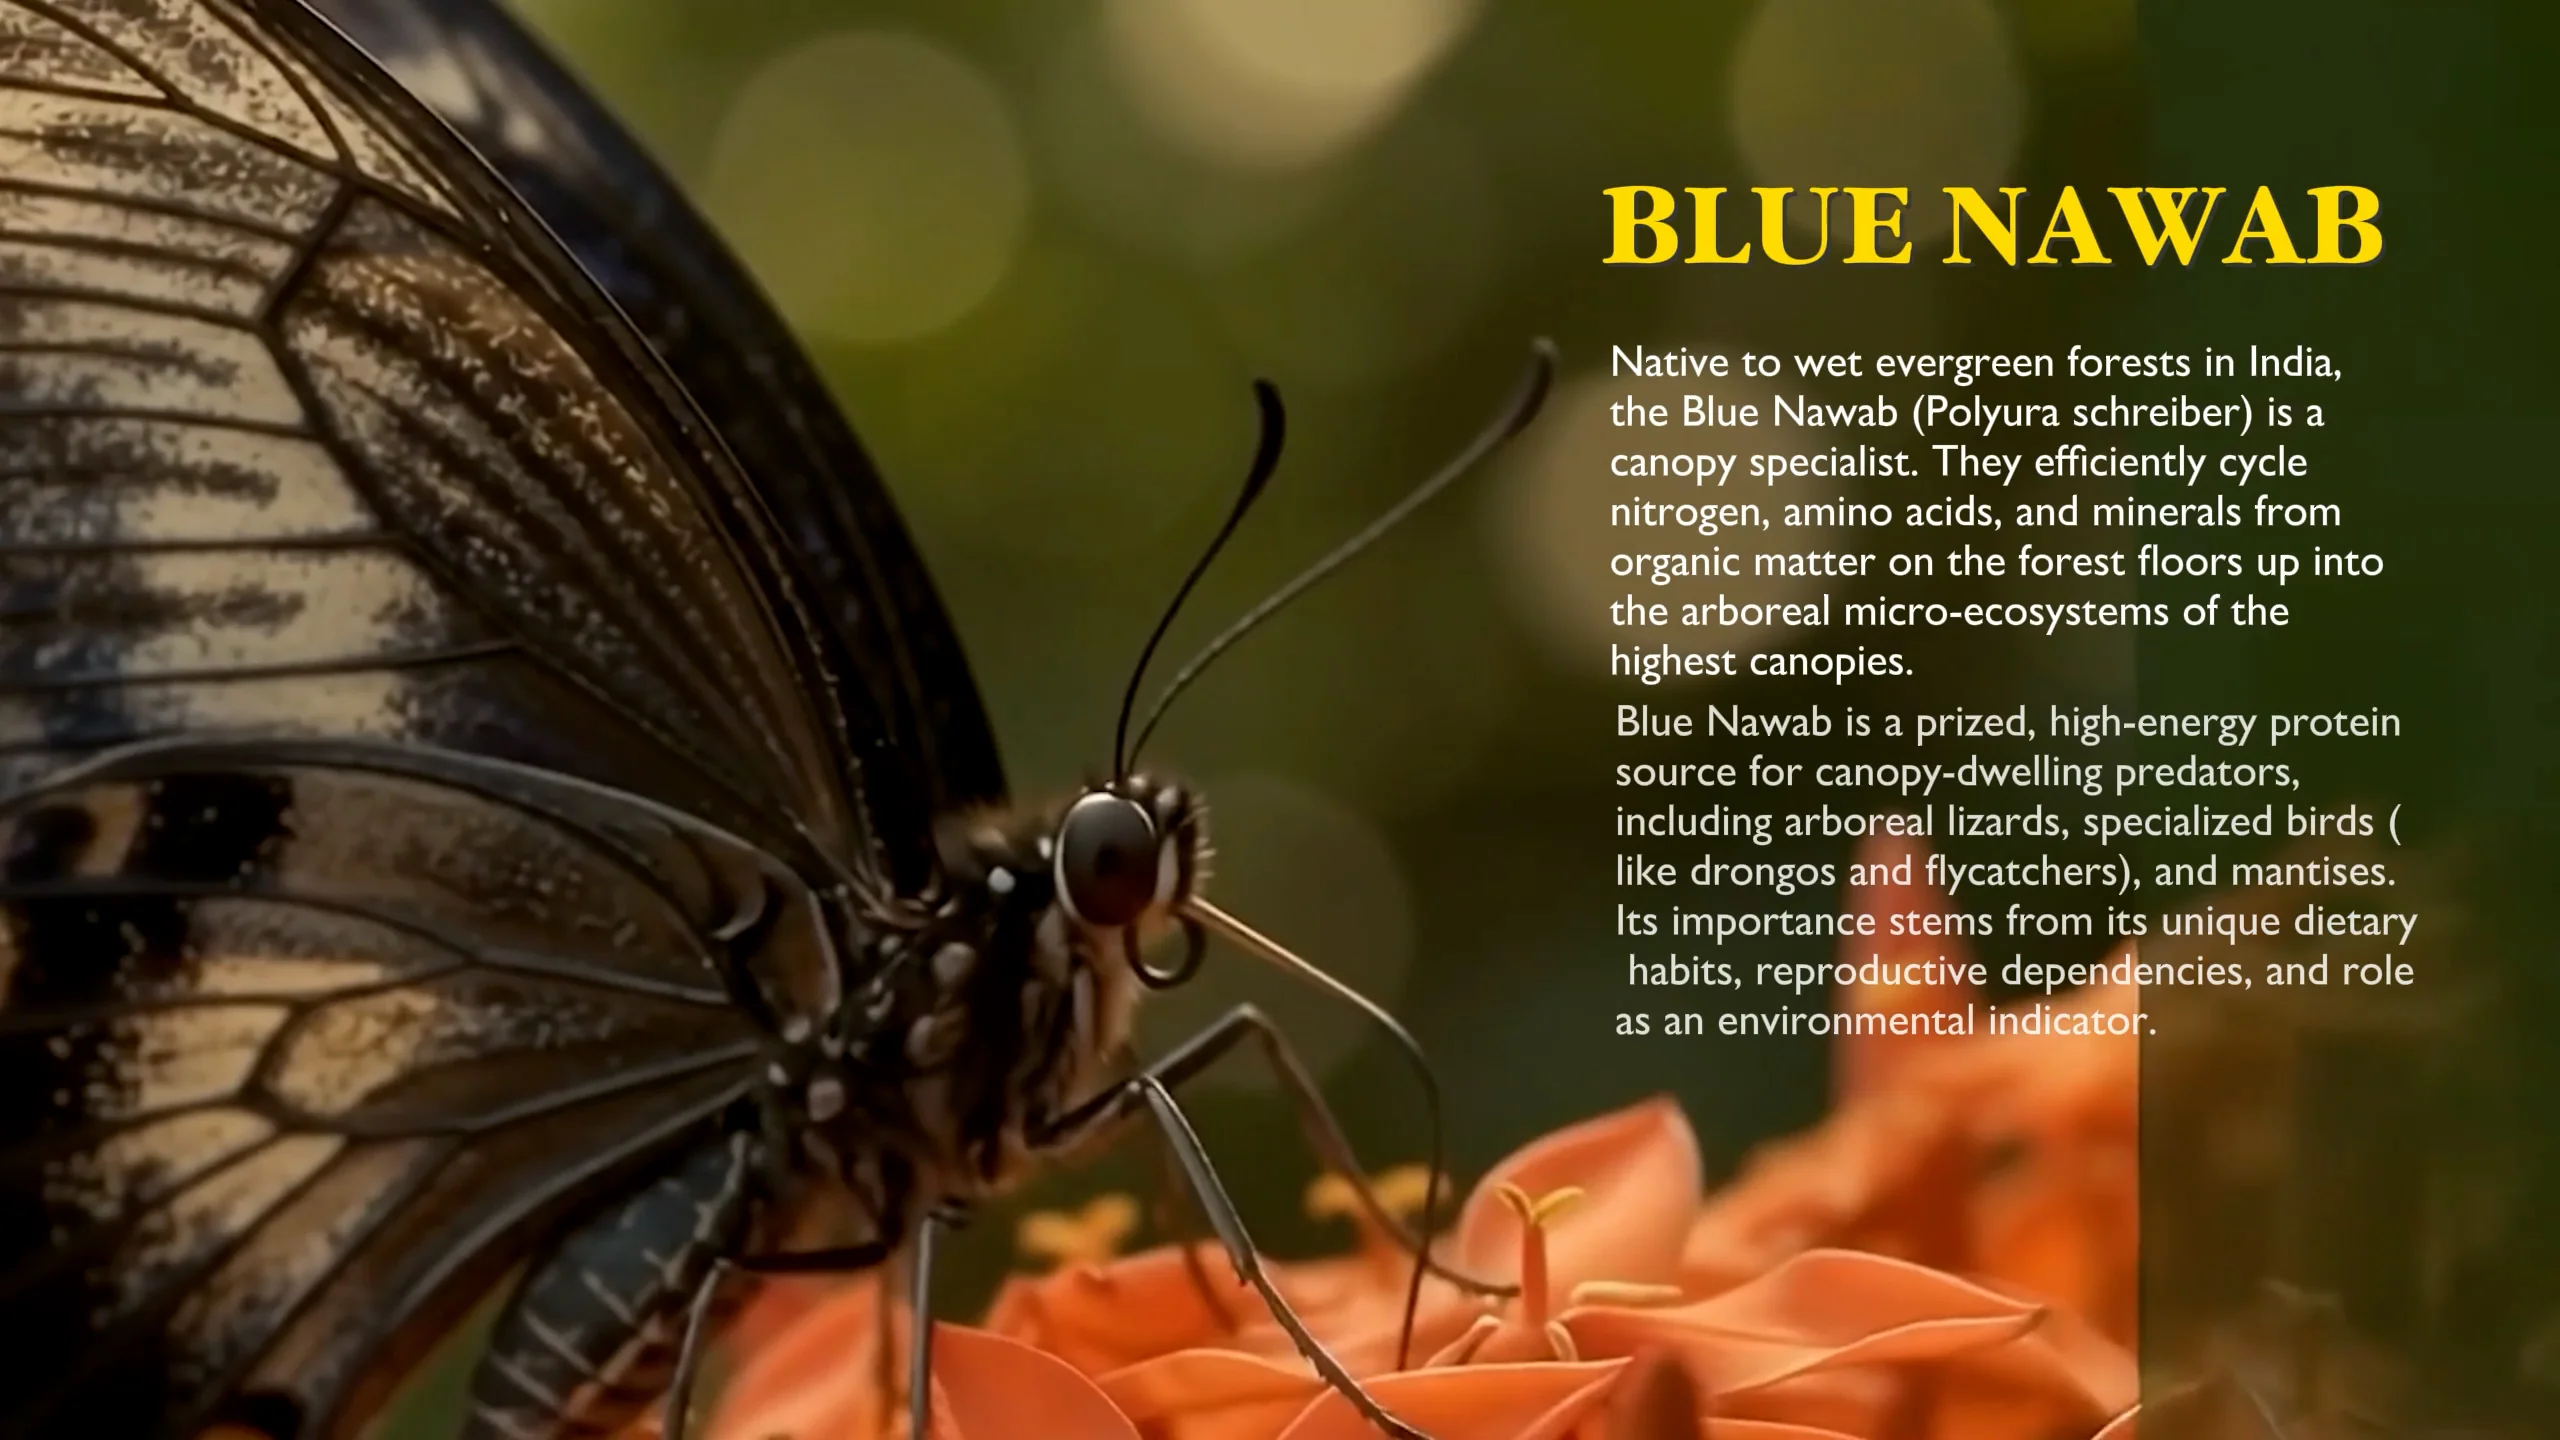 BLUE NAWAB
Native to wet evergreen forests in India,
the Blue Nawab (Polyura schreiber) is a
canopy specialist. They efficiently cycle
nitrogen, amino acids, and minerals from
organic matter on the forest floors up into
the arboreal micro-ecosystems of the
highest canopies.
Blue Nawab is a prized, high-energy protein
source for canopy-dwelling predators,
including arboreal lizards, specialized birds (
like drongos and flycatchers), and mantises.
Its importance stems from its unique dietary
habits, reproductive dependencies, and role
as an environmental indicator.